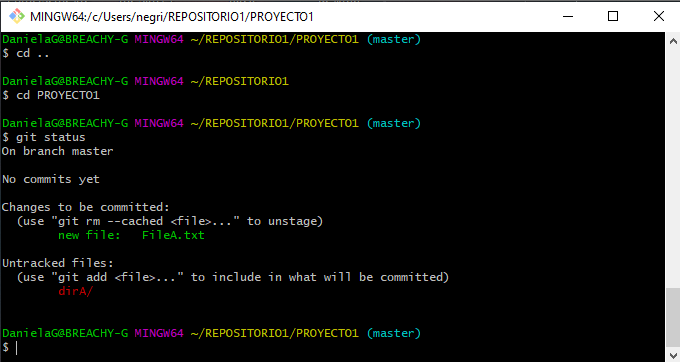 MINGW64:/c/Users/negri/REPOSITORIO1/PROYECTO1
DanielaG@BREACHY-G MINGW64 ~/REPOSITORIO1/PROYECTO1 (master)
$ cd ..
DanielaG@BREACHY-G MINGW64 ~/REPOSITORIO1
$ cd PROYECTO1
DanielaG@BREACHY-G MINGW64 ~/REPOSITORIO1/PROYECTO1 (master)
$ git status
On branch master
No commits yet
Changes to be committed:
(use "git rm --cached <file>..." to unstage)
new file:   FileA.txt
Untracked files:
(use "git add <file>..." to include in what will be committed)
dirA/
DanielaG@BREACHY-G MINGW64 ~/REPOSITORIO1/PROYECTO1 (master)
$